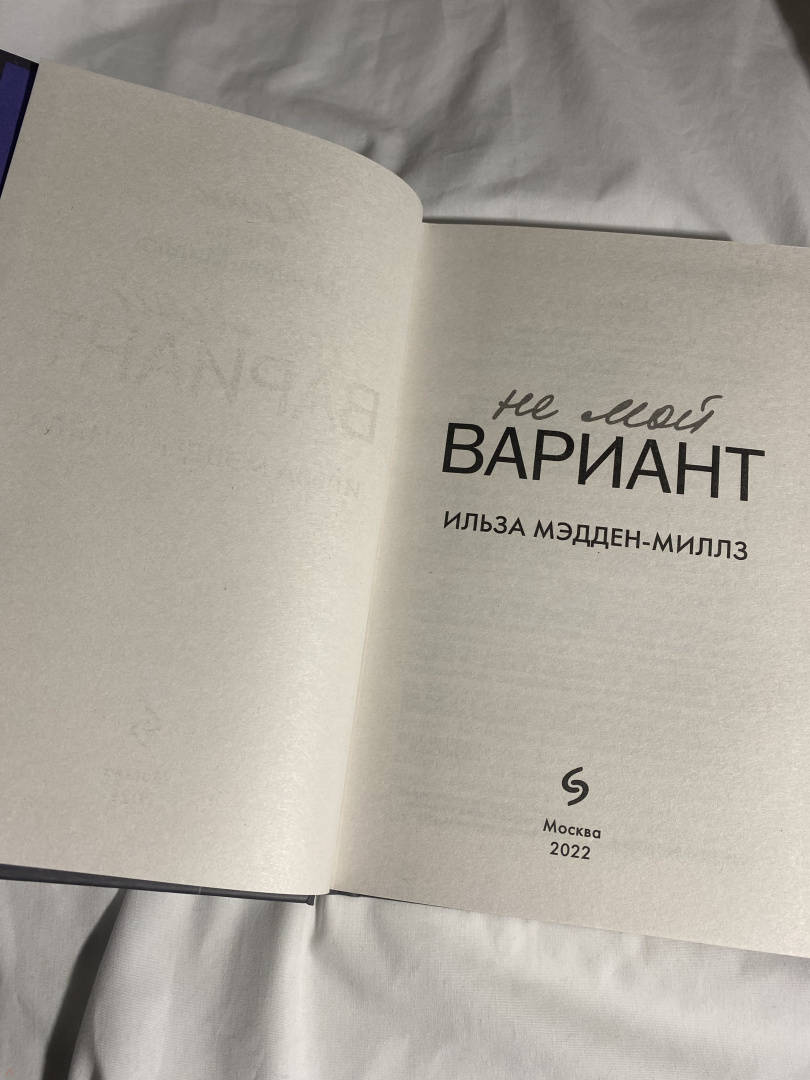 не мой
ВАРИАНТ
ИЛЬЗА МЭДДЕН-МИЛЛЗ
Москва
2022